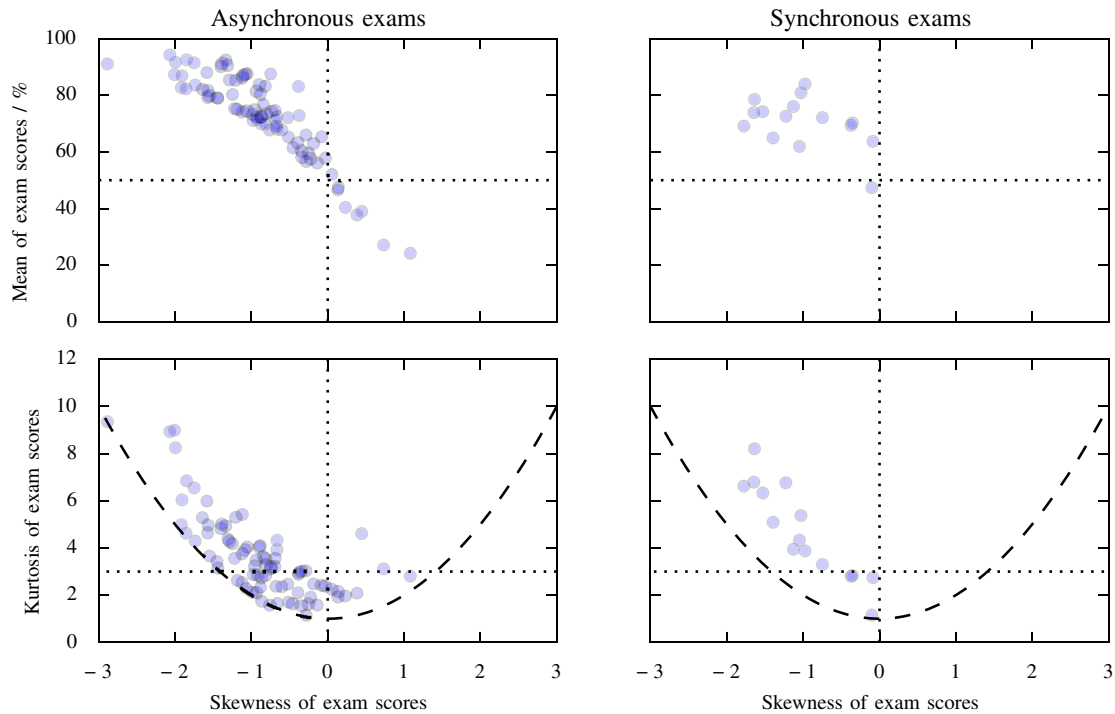 Asynchronous exams
Synchronous exams
Mean of exam scores / %
100
80
60
40
20
0
Kurtosis of exam scores
12
10
8
6
4
2
0
− 3 − 2 − 1 0 1 2 3
− 3 − 2 − 1 0 1 2 3
Skewness of exam scores
Skewness of exam scores